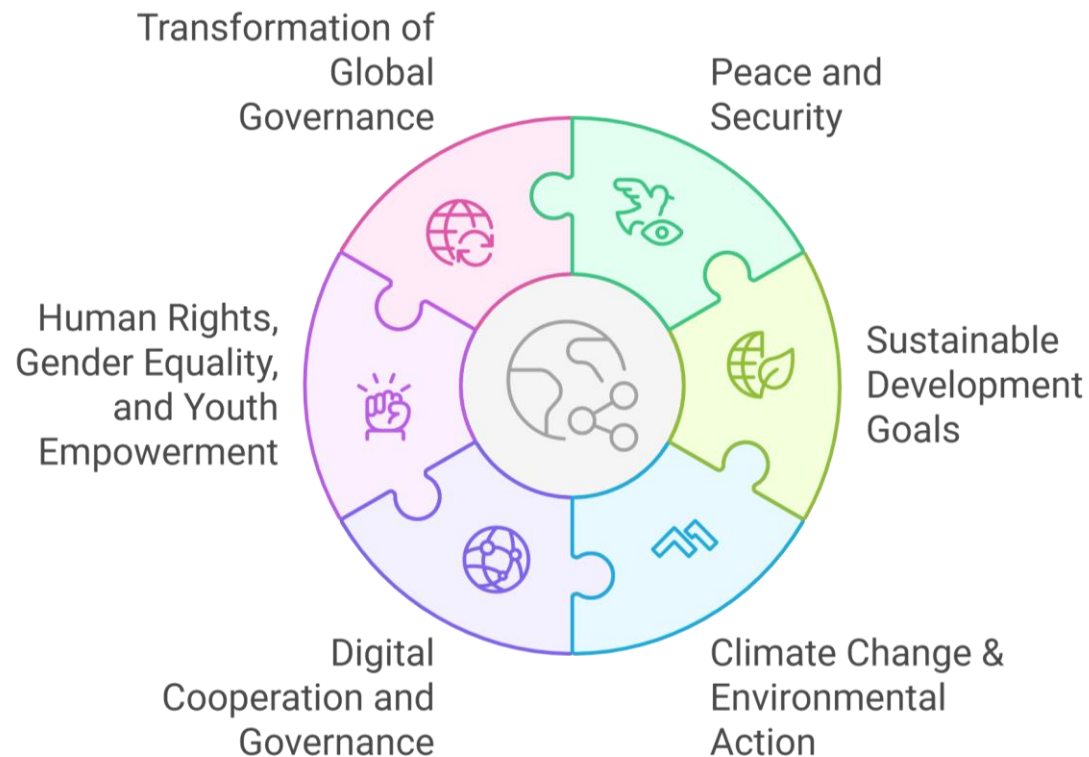 Transformation of
Global
Governance
Peace and
Security
Human Rights,
Gender Equality,
and Youth
Empowerment
Sustainable
Development
Goals
Digital
Cooperation and
Governance
Climate Change &
Environmental
Action